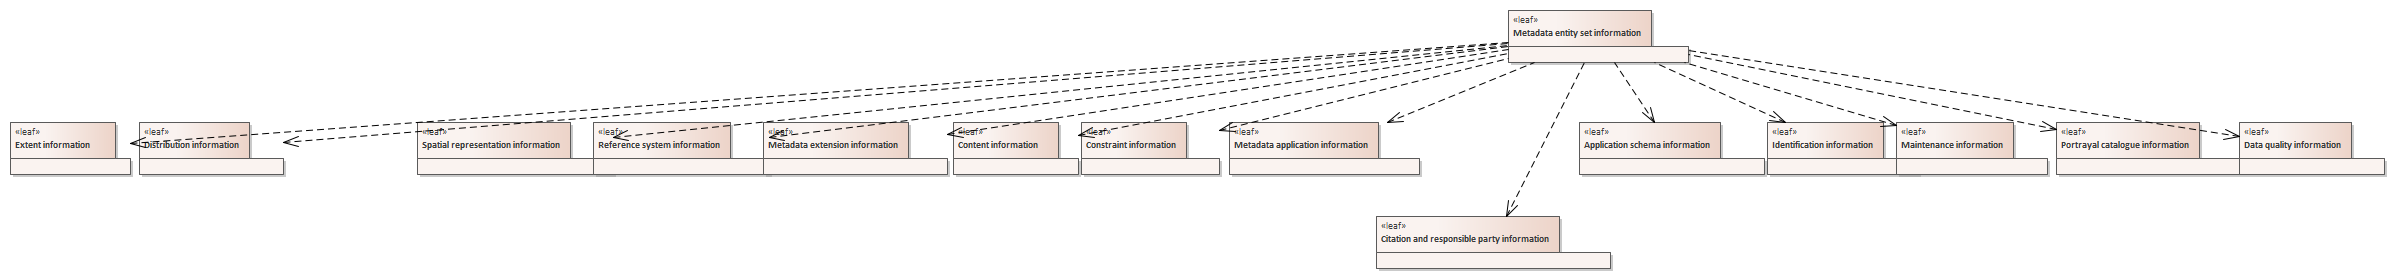 «leaf»
Metadata entity set information
«leaf»
Extent information
«leaf»
Distribution information
«leaf»
Spatial representation information
«leaf»
Reference system information
«leaf»
Metadata extension information
«leaf»
Content information
«leaf»
Constraint information
«leaf»
Metadata application information
«leaf»
Application schema information
«leaf»
Identification information
«leaf»
Maintenance information
«leaf»
Portrayal catalogue information
«leaf»
Data quality information
«leaf»
Citation and responsible party information